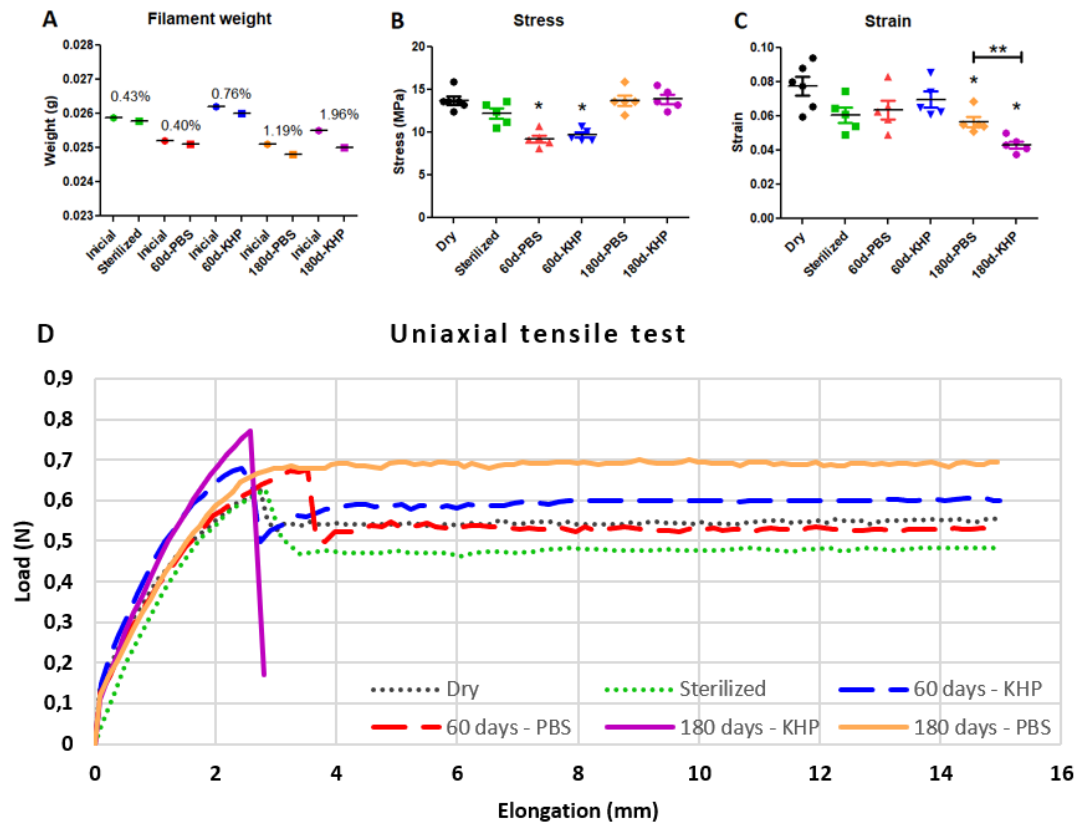 A Filament weight
Weight (g)
0.028
0.027
0.026
0.025
0.024
0.023
0.43%
0.40%
0.76%
1.19%
1.96%
Inicial
Sterilized
Inicial
60d-PBS
Inicial
60d-KHP
Inicial
180d-PBS
Inicial
180d-KHP
B Stress
Stress (MPa)
20
15
10
5
0
* *
Dry
Sterilized
60d-PBS
60d-KHP
180d-PBS
180d-KHP
C Strain
Strain
0.10
0.08
0.06
0.04
0.02
0.00
**
*
*
Dry
Sterilized
60d-PBS
60d-KHP
180d-PBS
180d-KHP
D Uniaxial tensile test
Load (N)
0,9
0,8
0,7
0,6
0,5
0,4
0,3
0,2
0,1
0
Dry Sterilized 60 days - KHP
60 days - PBS 180 days - KHP 180 days - PBS
0 2 4 6 8 10 12 14 16
Elongation (mm)